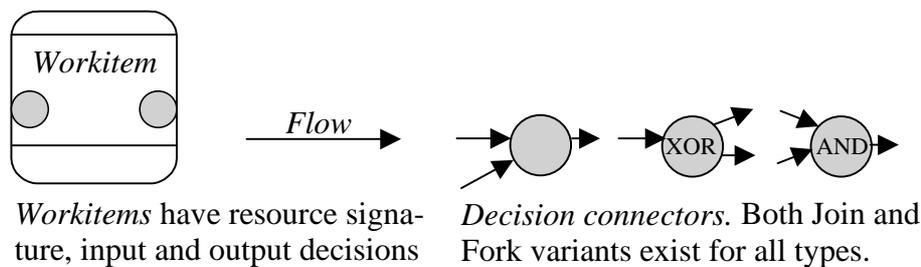 Workitem
Flow
XOR
AND
Workitems have resource signa-
ture, input and output decisions
Decision connectors. Both Join and
Fork variants exist for all types.